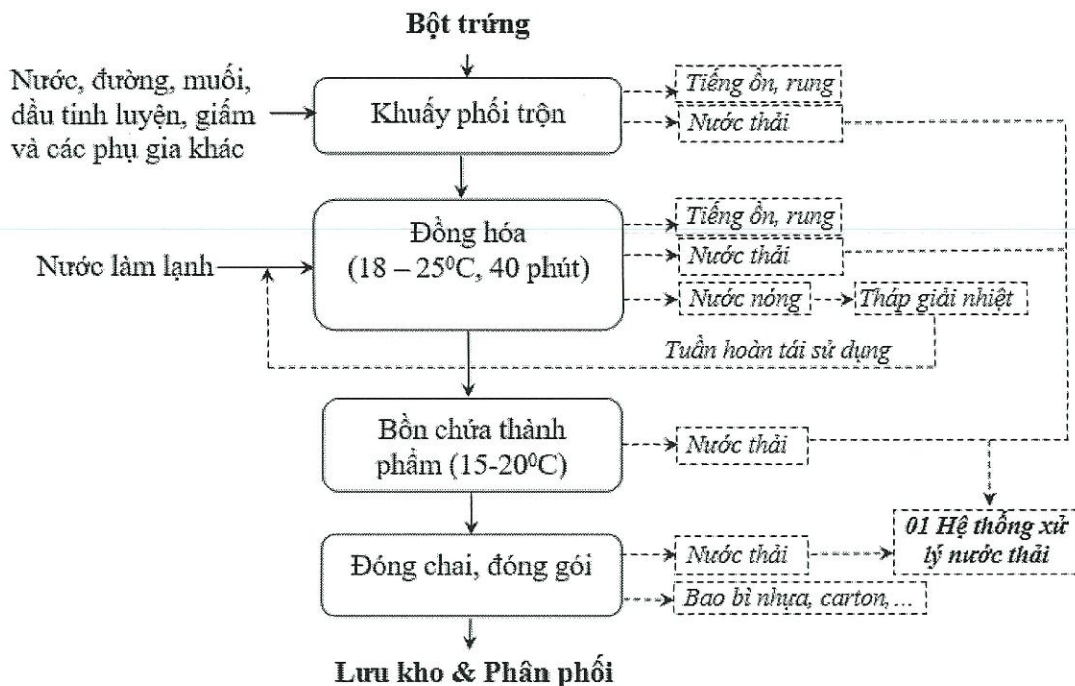 Bột trứng
Nước, đường, muối,
dầu tinh luyện, giấm
và các phụ gia khác
Khuấy phối trộn
Tiếng ồn, rung
Nước thải
Nước làm lạnh
Đồng hóa
(18 – 25⁰C, 40 phút)
Tiếng ồn, rung
Nước thải
Nước nóng
Tháp giải nhiệt
Tuần hoàn tái sử dụng
Bồn chứa thành
phẩm (15-20⁰C)
Nước thải
01 Hệ thống xử
lý nước thải
Đóng chai, đóng gói
Nước thải
Bao bì nhựa, carton,...
Lưu kho & Phân phối